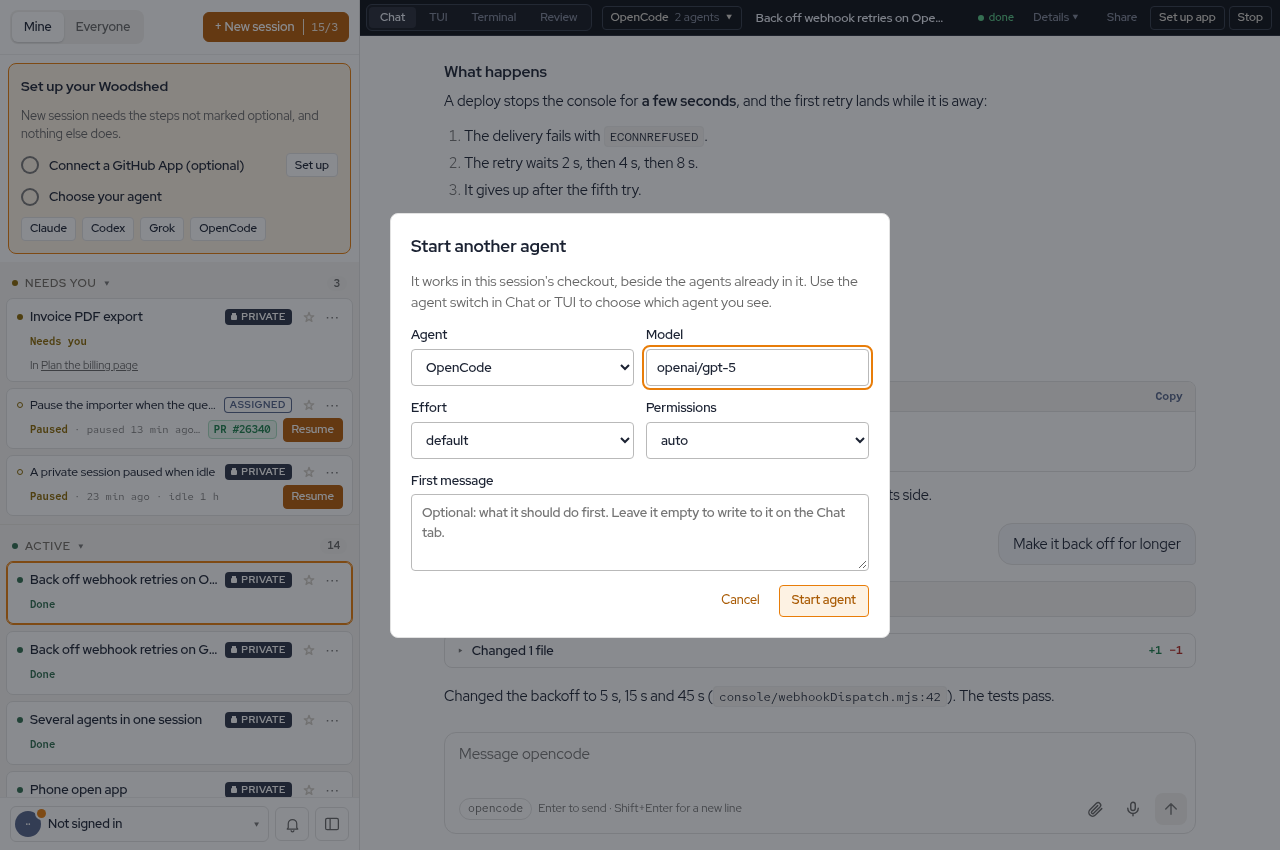 Mine
Everyone
+ New session 15/3
Set up your Woodshed
New session needs the steps not marked optional, and
nothing else does.
Connect a GitHub App (optional)
Set up
Choose your agent
Claude
Codex
Grok
OpenCode
NEEDS YOU
3
Invoice PDF export
PRIVATE
Needs you
In Plan the billing page
Pause the importer when the que…
ASSIGNED
Paused · paused 13 min ago…
PR #26340
Resume
A private session paused when idle
PRIVATE
Paused · 23 min ago · idle 1 h
Resume
ACTIVE
14
Back off webhook retries on O…
PRIVATE
Done
Back off webhook retries on G…
PRIVATE
Done
Several agents in one session
PRIVATE
Done
Phone open app
PRIVATE
Not signed in
Chat
TUI
Terminal
Review
OpenCode 2 agents
Back off webhook retries on Ope…
done
Details
Share
Set up app
Stop
What happens
A deploy stops the console for a few seconds, and the first retry lands while it is away:
1. The delivery fails with ECONNREFUSED.
2. The retry waits 2 s, then 4 s, then 8 s.
3. It gives up after the fifth try.
Start another agent
It works in this session's checkout, beside the agents already in it. Use the
agent switch in Chat or TUI to choose which agent you see.
Agent
Model
OpenCode
openai/gpt-5
Effort
Permissions
default
auto
First message
Optional: what it should do first. Leave it empty to write to it on the Chat
tab.
Cancel
Start agent
Copy
ts side.
Make it back off for longer
Changed 1 file
+1 −1
Changed the backoff to 5 s, 15 s and 45 s (console/webhookDispatch.mjs:42). The tests pass.
Message opencode
opencode
Enter to send · Shift+Enter for a new line